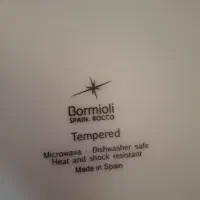 Bormioli
SPAIN. ROCCO
Tempered
Microwave - Dishwasher safe
Heat and shock resistant
Made in Spain